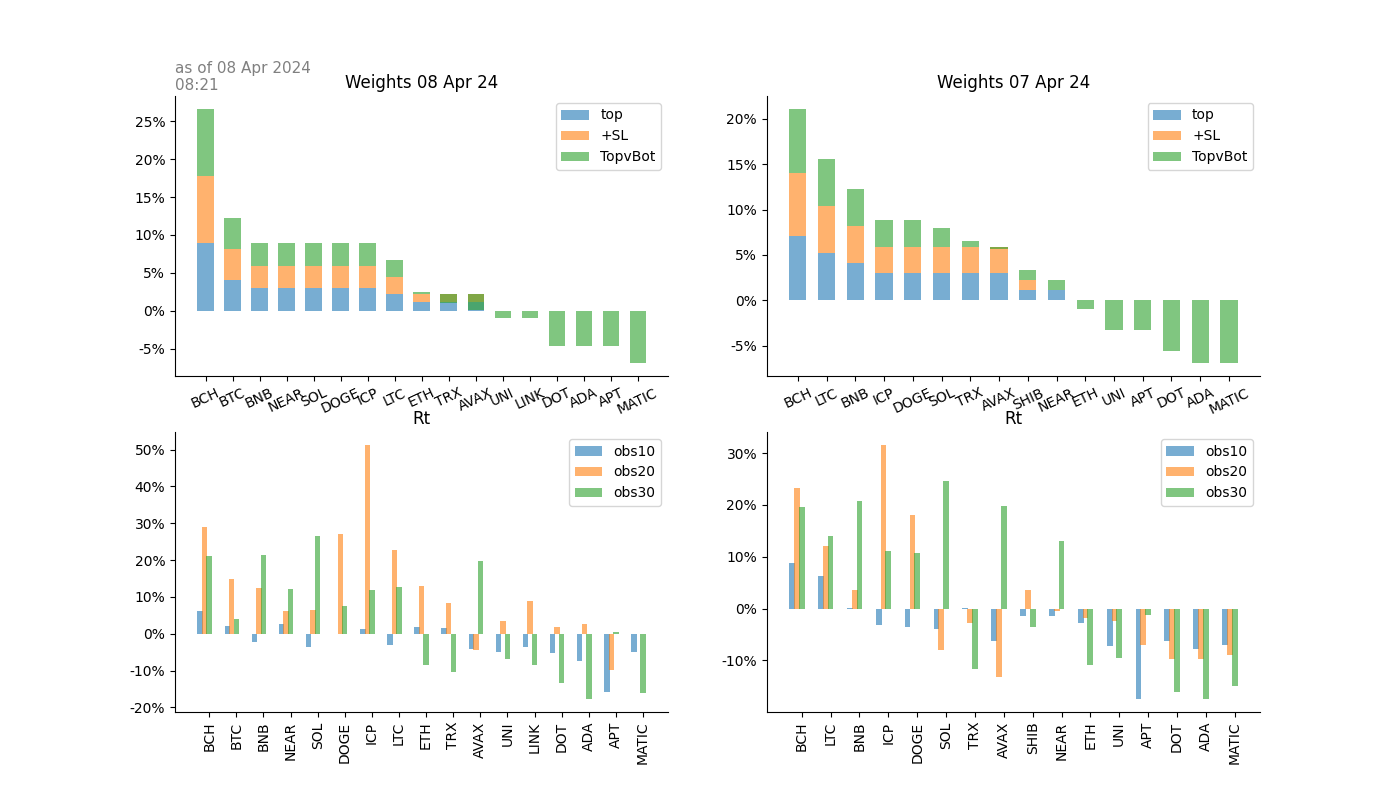 as of 08 Apr 2024
08:21
Weights 08 Apr 24
25%
20%
15%
10%
5%
0%
-5%
top
+SL
TopvBot
BCH BTC BNB NEAR SOL DOGE ICP LTC ETH TRX AVAX UNI LINK DOT ADA APT MATIC
Weights 07 Apr 24
20%
15%
10%
5%
0%
-5%
top
+SL
TopvBot
BCH LTC BNB ICP DOGE SOL TRX AVAX SHIB NEAR ETH UNI APT DOT ADA MATIC
Rt
50%
40%
30%
20%
10%
0%
-10%
-20%
obs10
obs20
obs30
BCH BTC BNB NEAR SOL DOGE ICP LTC ETH TRX AVAX UNI LINK DOT ADA APT MATIC
Rt
30%
20%
10%
0%
-10%
obs10
obs20
obs30
BCH LTC BNB ICP DOGE SOL TRX AVAX SHIB NEAR ETH UNI APT DOT ADA MATIC